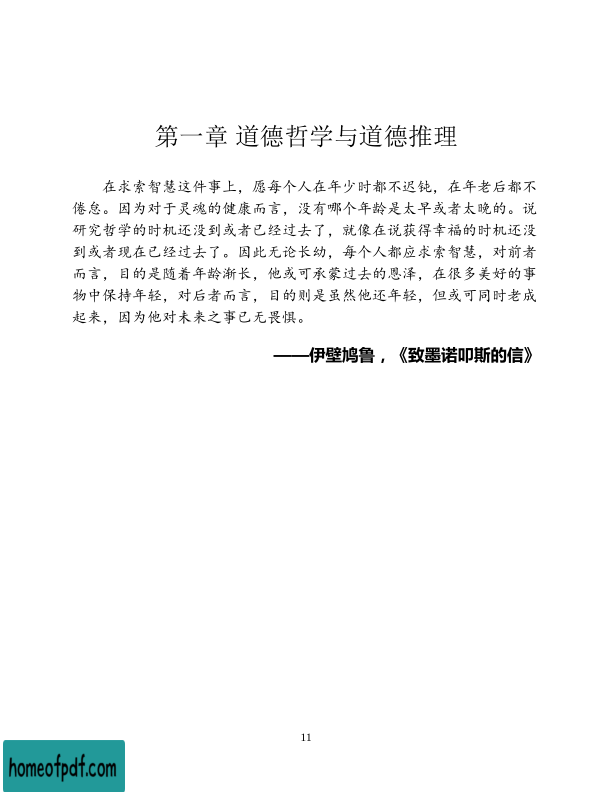 第一章 道德哲学与道德推理
在求索智慧这件事上，愿每个人在年少时都不迟钝，在年老后都不
倦怠。因为对于灵魂的健康而言，没有哪个年龄是太早或者太晚的。说
研究哲学的时机还没到或者已经过去了，就像在说获得幸福的时机还没
到或者现在已经过去了。因此无论长幼，每个人都应求索智慧，对前者
而言，目的是随着年龄渐长，他或可承蒙过去的恩泽，在很多美好的事
物中保持年轻，对后者而言，目的则是虽然他还年轻，但或可同时老成
起来，因为他对未来之事已无畏惧。
——伊壁鸠鲁，《致墨诺叩斯的信》
11
homeofpdf.com